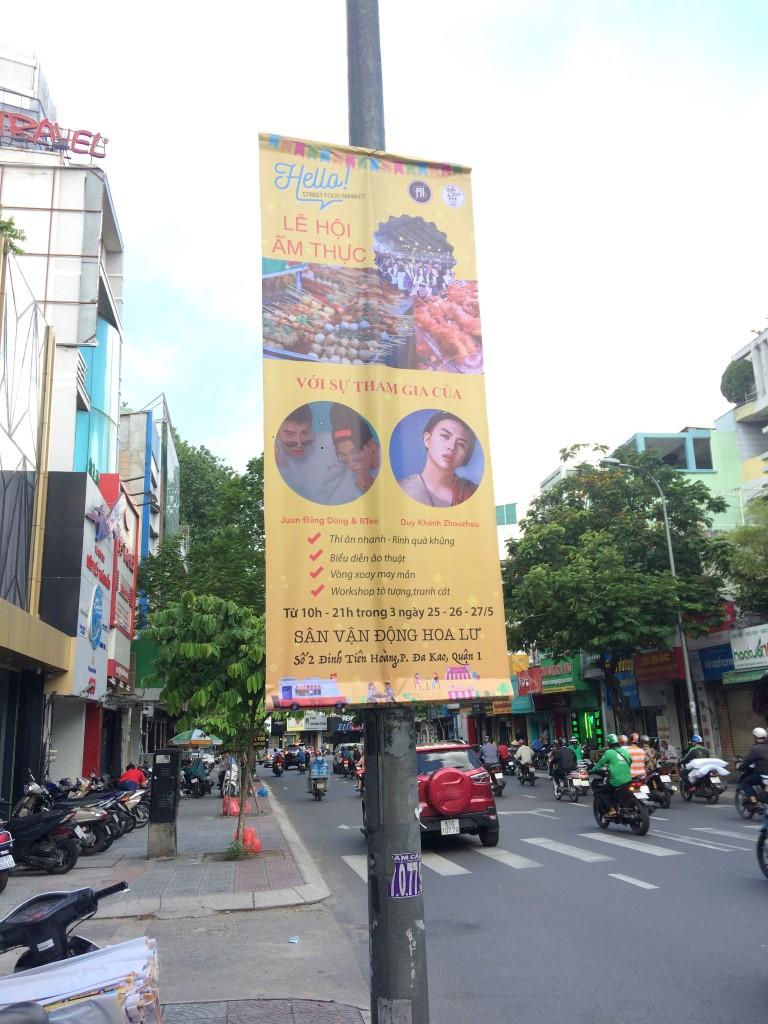 TRAVEL
Hello!
STREET FOOD MARKET
LỄ HỘI
ẨM THỰC
VỚI SỰ THAM GIA CỦA
Juun Đăng Dũng & RTee
Duy Khánh Zhouzhou
Thi ăn nhanh - Rinh quà khủng
Biểu diễn ảo thuật
Vòng xoay may mắn
Workshop tô tượng,tranh cát
Từ 10h - 21h trong 3 ngày 25 - 26 - 27/5
SÂN VẬN ĐỘNG HOA LƯ
Số 2 Đinh Tiên Hoàng,P. Đa Kao, Quận 1